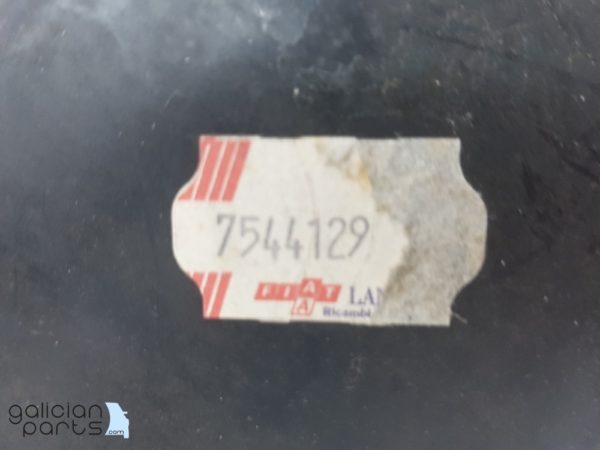 7544129
FIAT LAN
A
Ricambi
galician
parts.com